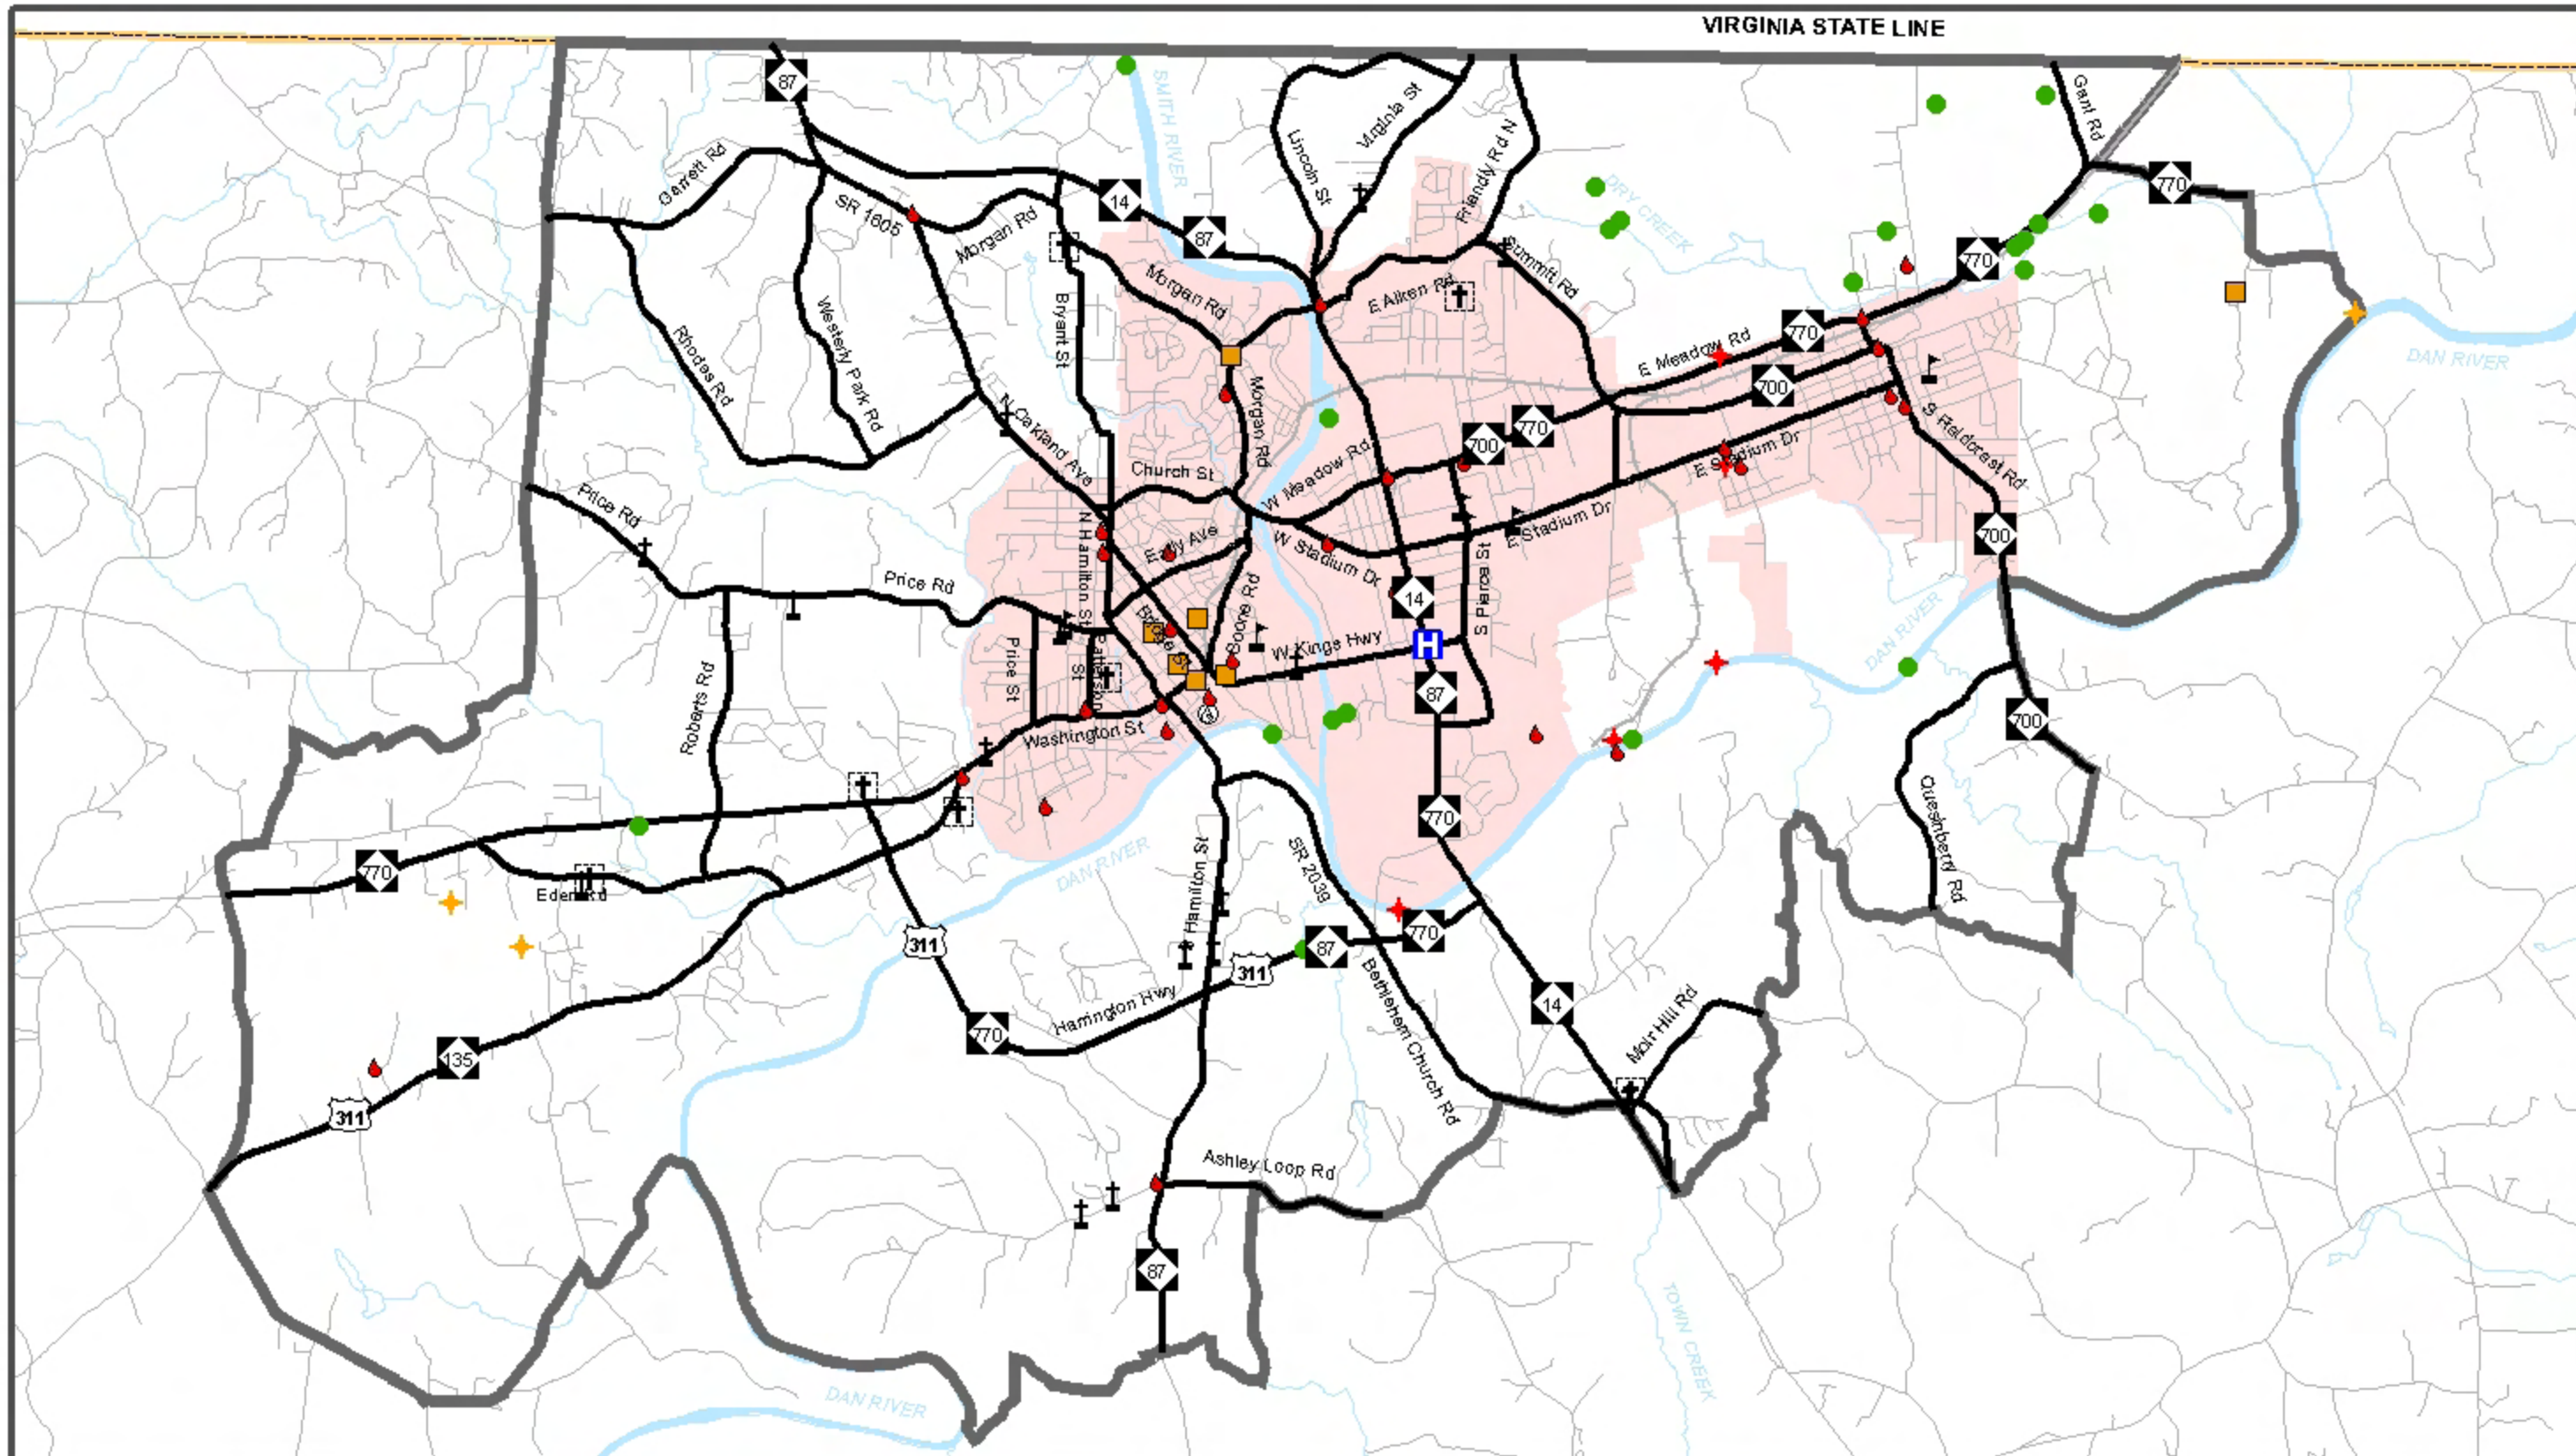 VIRGINIA STATE LINE
87
SMITH RIVER
Gant Rd
Virginia St
Lincoln St
Garrett Rd
Friendly Rd N
770
14
SR 1605
DRY CREEK
Morgan Rd
87
Summit Rd
770
Morgan Rd
E Aiken Rd
Bryant St
Westerly Park Rd
770
E Meadow Rd
DAN RIVER
Rhodes Rd
700
Morgan Rd
N Oakland Ave
770
700
S Fieldcrest Rd
W Meadow Rd
E Stadium Dr
Church St
Price Rd
E Stadium Dr
700
N Hamilton St
Early Ave
W Stadium Dr
Price Rd
S Pierce St
14
Boone Rd
Bridge St
DAN RIVER
W Kings Hwy
H
Price St
Patterson St
87
Roberts Rd
700
Washington St
770
Quesinberry Rd
DAN RIVER
770
SR 2039
S Hamilton St
Eden Rd
770
311
87
311
Bethlehem Church Rd
14
Harrington Hwy
770
Moir Hill Rd
135
311
Ashley Loop Rd
87
TOWN CREEK
DAN RIVER